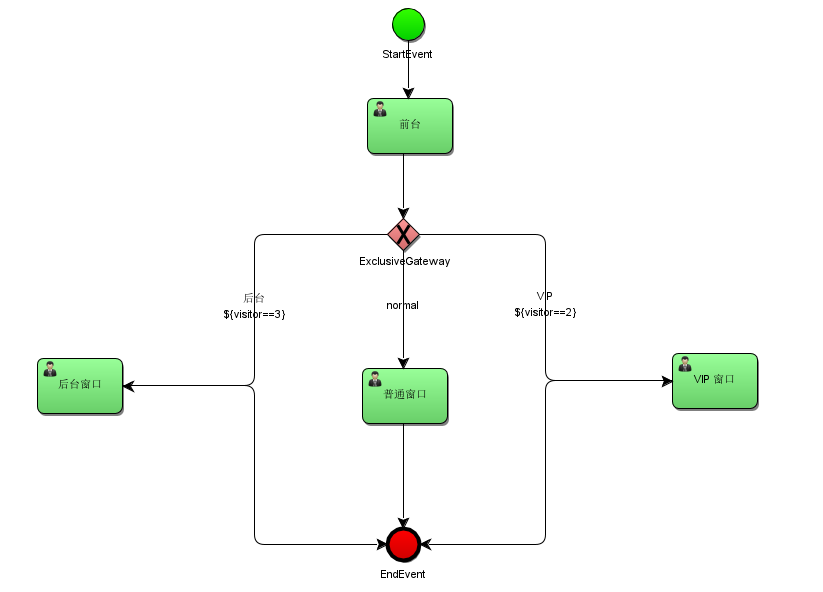 StartEvent
前台
ExclusiveGateway
后台
${visitor==3}
normal
VIP
${visitor==2}
后台窗口
普通窗口
VIP 窗口
EndEvent